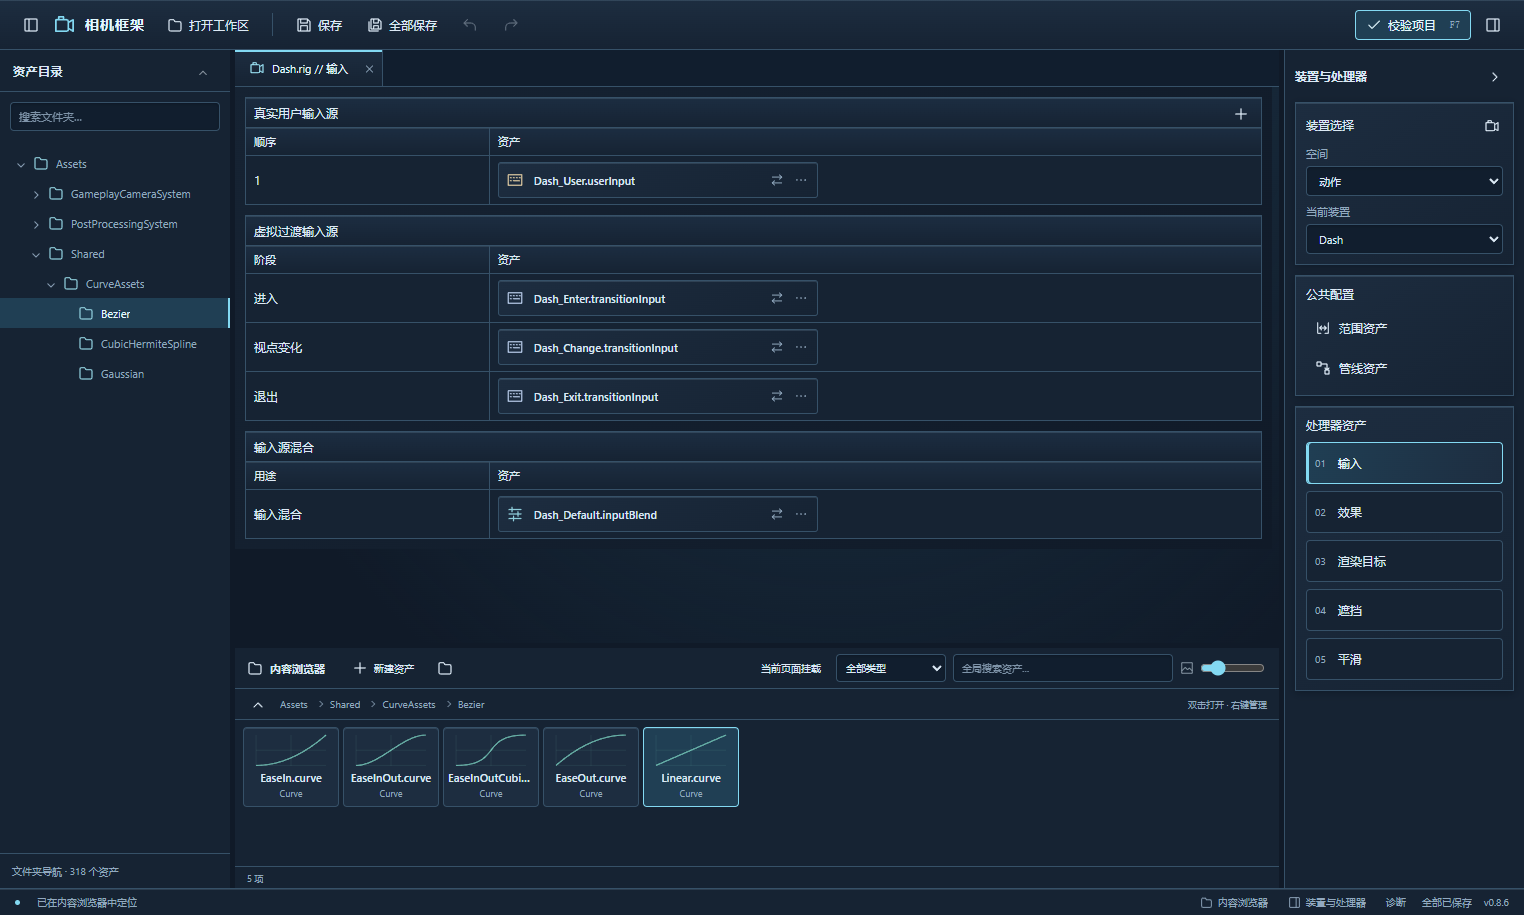 相机框架 打开工作区 保存 全部保存 校验项目 F7
资产目录
搜索文件夹...
Assets
GameplayCameraSystem
PostProcessingSystem
Shared
CurveAssets
Bezier
CubicHermiteSpline
Gaussian
文件夹导航 · 318 个资产
Dash.rig // 输入
真实用户输入源
顺序 资产
1 Dash_User.userInput
虚拟过渡输入源
阶段 资产
进入 Dash_Enter.transitionInput
视点变化 Dash_Change.transitionInput
退出 Dash_Exit.transitionInput
输入源混合
用途 资产
输入混合 Dash_Default.inputBlend
内容浏览器 新建资产 当前页面挂载 全部类型 全局搜索资产...
Assets Shared CurveAssets Bezier 双击打开 · 右键管理
EaseIn.curve
Curve
EaseInOut.curve
Curve
EaseInOutCubi...
Curve
EaseOut.curve
Curve
Linear.curve
Curve
5 项
装置与处理器
装置选择
空间
动作
当前装置
Dash
公共配置
范围资产
管线资产
处理器资产
01 输入
02 效果
03 渲染目标
04 遮挡
05 平滑
已在内容浏览器中定位 内容浏览器 装置与处理器 诊断 全部已保存 v0.8.6